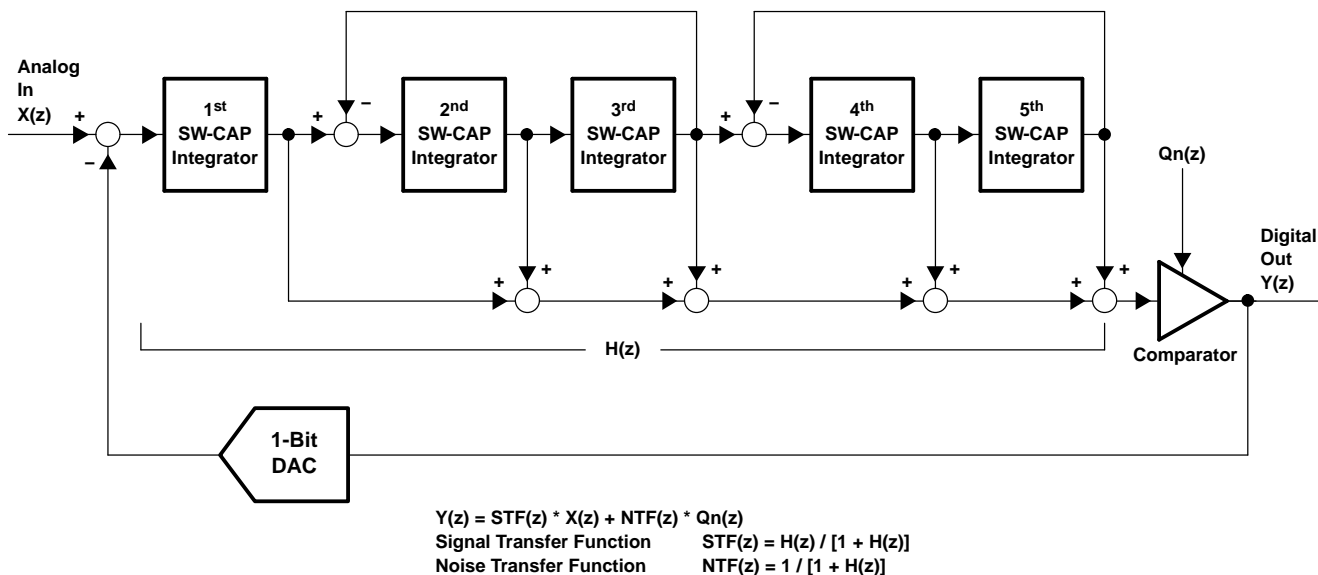 Analog
In
X(z)
+
−
1st
SW-CAP
Integrator
+
−
2nd
SW-CAP
Integrator
3rd
SW-CAP
Integrator
+
−
4th
SW-CAP
Integrator
5th
SW-CAP
Integrator
Qn(z)
Digital
Out
Y(z)
+
+
+
+
+
+
+
+
Comparator
H(z)
1-Bit
DAC
Y(z) = STF(z) * X(z) + NTF(z) * Qn(z)
Signal Transfer Function STF(z) = H(z) / [1 + H(z)]
Noise Transfer Function NTF(z) = 1 / [1 + H(z)]